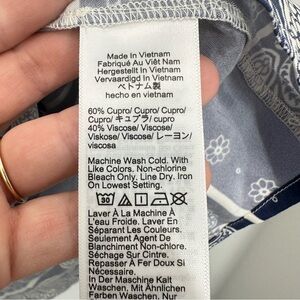 Made In Vietnam
Fabriqué Au Việt Nam
Hergestellt In Vietnam
Vervaardigd In Vietnam
ベトナム製
hecho en vietnam
60% Cupro/ Cupro/ Cupro/
Cupro/ キュプラ/ cupro
40% Viscose/ Viscose/
Viskose/ Viscose/ レーヨン/
viscosa
Machine Wash Cold. With
Like Colors. Non-chlorine
Bleach Only. Line Dry. Iron
On Lowest Setting.
30
Laver À La Machine À
L'eau Froide. Laver En
Séparant Les Couleurs.
Seulement Agent De
Blanchiment Non-chlore.
Séchage Sur Cintre.
Repasser À Fer Doux Si
Nécessaire.
In Der Maschine Kalt
Waschen, Mit Ähnlichen
Farben Waschen. Nur